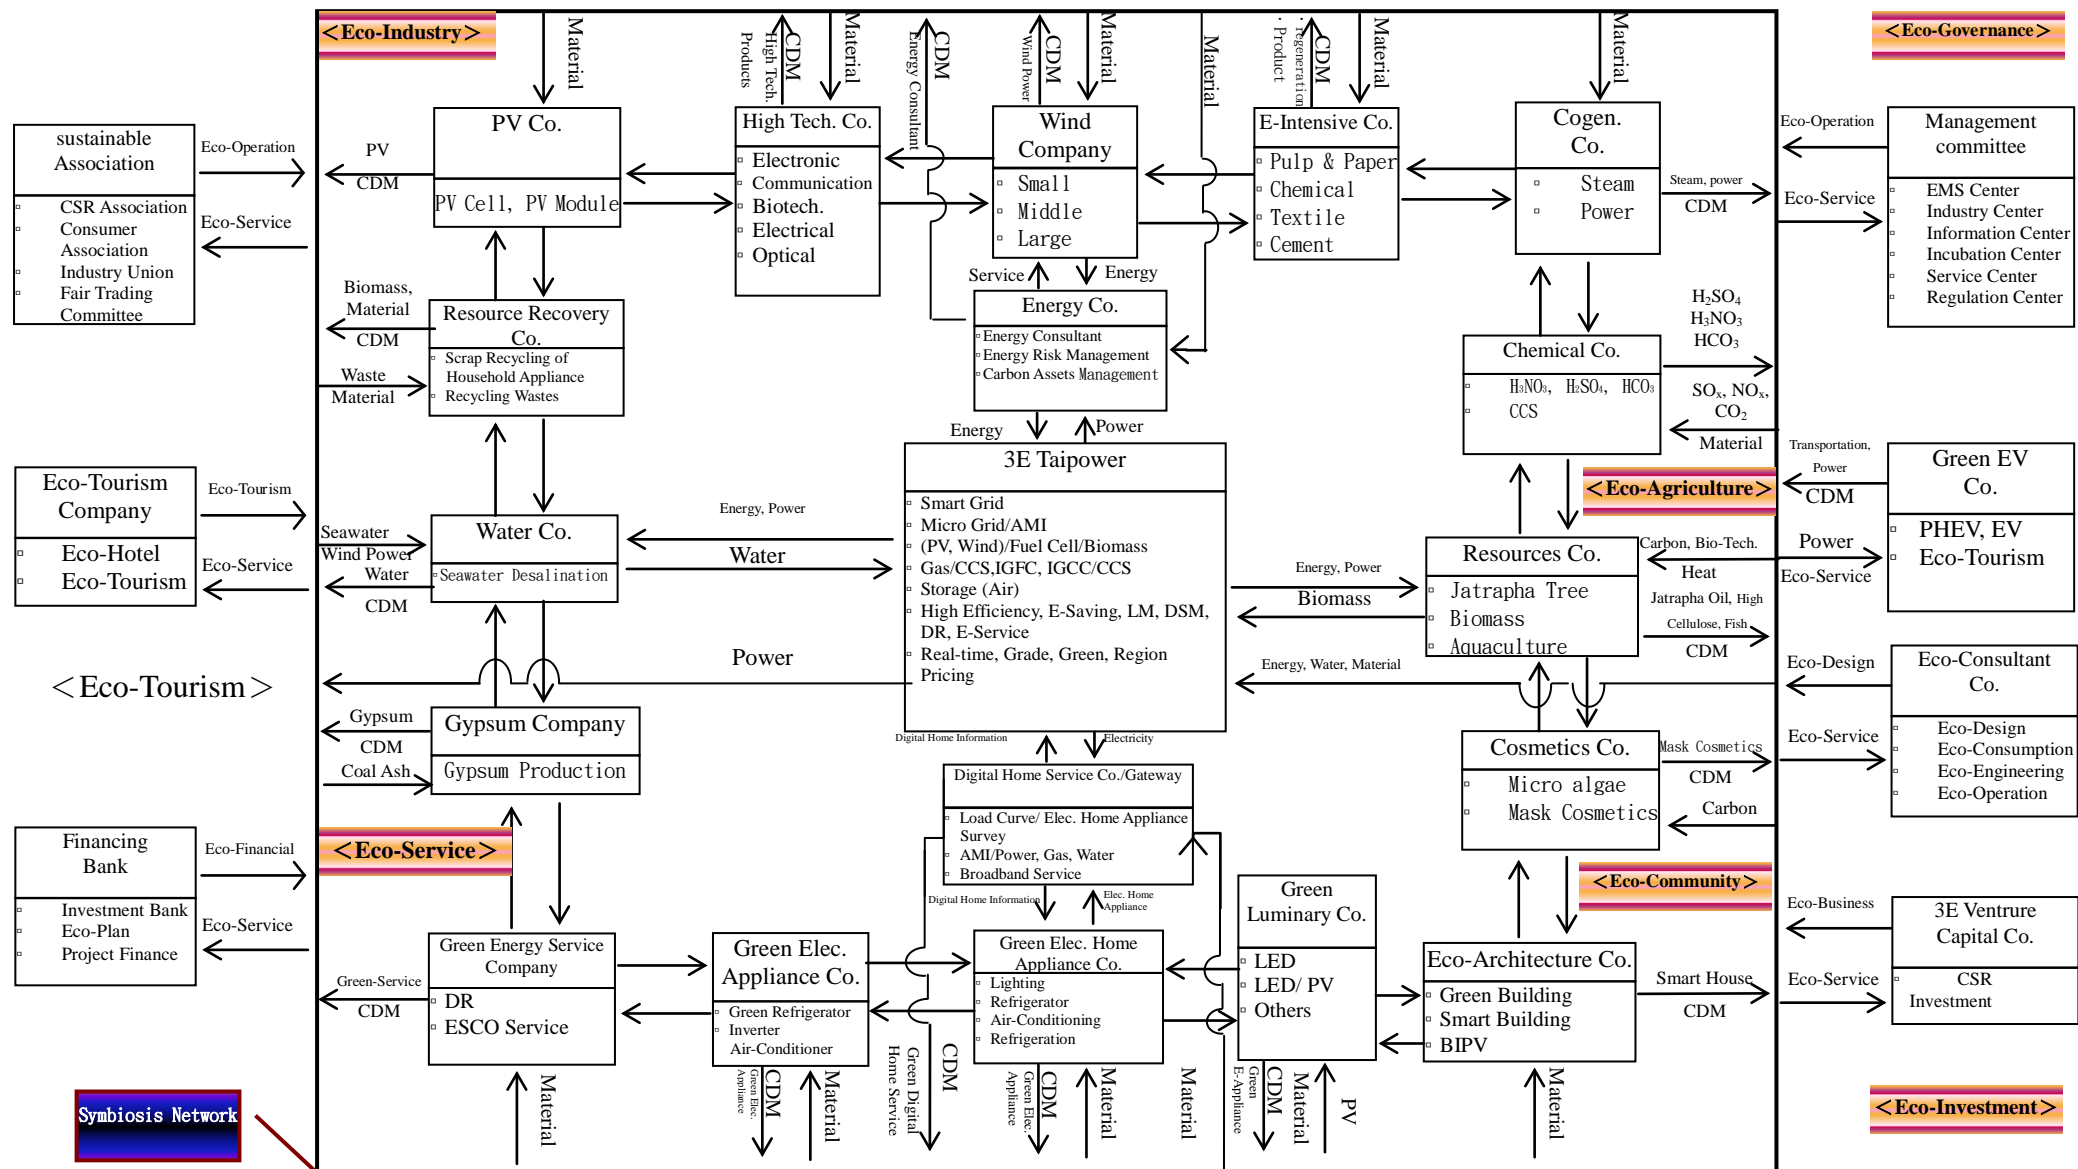 <Eco-Industry>
<Eco-Governance>
Material
CDM
High Tech.
Products
Material
CDM
Energy Consultant
CDM
Wind Power
Material
Material
CDM
· regeneration
· Product
Material
Material
sustainable
Association
CSR Association
Consumer
Association
Industry Union
Fair Trading
Committee
Eco-Operation
Eco-Service
PV
CDM
PV Co.
PV Cell, PV Module
High Tech. Co.
Electronic
Communication
Biotech.
Electrical
Optical
Wind
Company
Small
Middle
Large
E-Intensive Co.
Pulp & Paper
Chemical
Textile
Cement
Cogen.
Co.
Steam
Power
Steam, power
CDM
Eco-Operation
Eco-Service
Management
committee
EMS Center
Industry Center
Information Center
Incubation Center
Service Center
Regulation Center
Service
Energy
Biomass,
Material
CDM
Waste
Material
Resource Recovery
Co.
Scrap Recycling of
Household Appliance
Recycling Wastes
Energy Co.
Energy Consultant
Energy Risk Management
Carbon Assets Management
Energy
Power
Chemical Co.
H₃NO₃, H₂SO₄, HCO₃
CCS
H₂SO₄
H₃NO₃
HCO₃
SOₓ, NOₓ,
CO₂
Material
Eco-Tourism
Company
Eco-Hotel
Eco-Tourism
Eco-Tourism
Eco-Service
Seawater
Wind Power
Water
CDM
Water Co.
Seawater Desalination
Energy, Power
Water
3E Taipower
Smart Grid
Micro Grid/AMI
(PV, Wind)/Fuel Cell/Biomass
Gas/CCS,IGFC, IGCC/CCS
Storage (Air)
High Efficiency, E-Saving, LM, DSM,
DR, E-Service
Real-time, Grade, Green, Region
Pricing
<Eco-Agriculture>
Energy, Power
Biomass
Resources Co.
Jatrapha Tree
Biomass
Aquaculture
Carbon, Bio-Tech.
Heat
Jatrapha Oil, High
Cellulose, Fish
CDM
Transportation,
Power
CDM
Power
Eco-Service
Green EV
Co.
PHEV, EV
Eco-Tourism
<Eco-Tourism>
Power
Energy, Water, Material
Gypsum
CDM
Coal Ash
Gypsum Company
Gypsum Production
Digital Home Information
Electricity
Cosmetics Co.
Micro algae
Mask Cosmetics
Mask Cosmetics
CDM
Carbon
Eco-Design
Eco-Service
Eco-Consultant
Co.
Eco-Design
Eco-Consumption
Eco-Engineering
Eco-Operation
Financing
Bank
Investment Bank
Eco-Plan
Project Finance
Eco-Financial
Eco-Service
<Eco-Service>
Digital Home Service Co./Gateway
Load Curve/ Elec. Home Appliance
Survey
AMI/Power, Gas, Water
Broadband Service
Digital Home Information
Elec. Home
Appliance
<Eco-Community>
Green-Service
CDM
Green Energy Service
Company
DR
ESCO Service
Green Elec.
Appliance Co.
Green Refrigerator
Inverter
Air-Conditioner
Green Elec. Home
Appliance Co.
Lighting
Refrigerator
Air-Conditioning
Refrigeration
Green
Luminary Co.
LED
LED/ PV
Others
Eco-Architecture Co.
Green Building
Smart Building
BIPV
Smart House
CDM
Eco-Business
Eco-Service
3E Ventrure
Capital Co.
CSR
Investment
Symbiosis Network
Material
CDM
Green Elec.
Appliance
Material
CDM
Green Digital
Home Service
CDM
Green Elec.
Appliance
Material
Material
CDM
Green
E-Appliance
Material
PV
Material
<Eco-Investment>